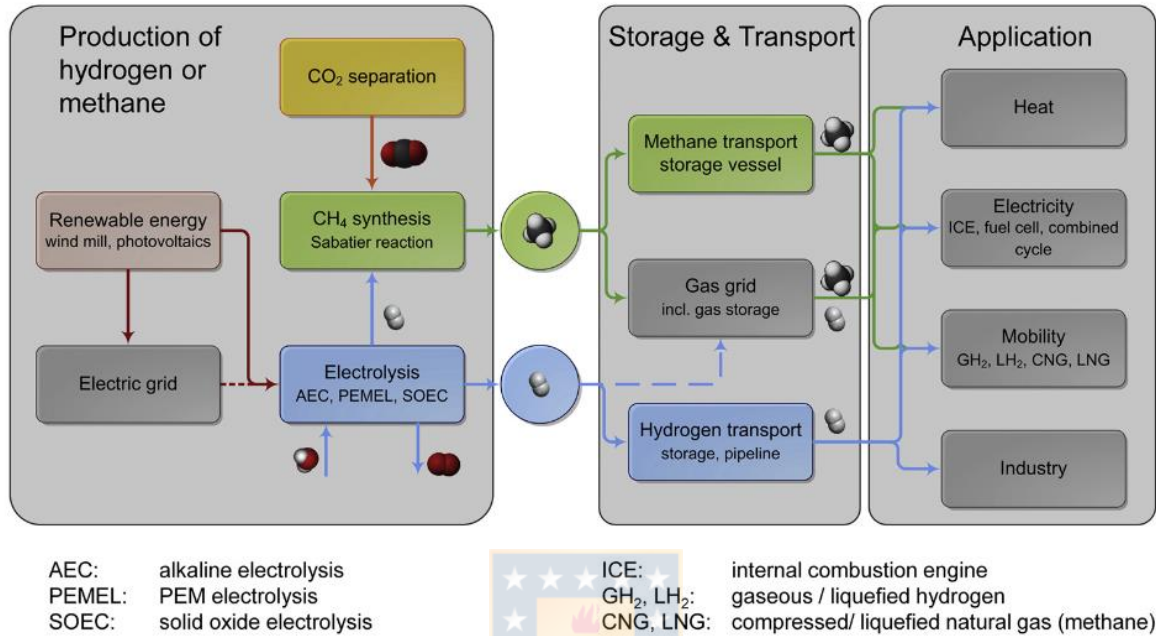 Production of
hydrogen or
methane
CO₂ separation
Renewable energy
wind mill, photovoltaics
CH₄ synthesis
Sabatier reaction
Electric grid
Electrolysis
AEC, PEMEL, SOEC
Storage & Transport
Methane transport
storage vessel
Gas grid
incl. gas storage
Hydrogen transport
storage, pipeline
Application
Heat
Electricity
ICE, fuel cell, combined
cycle
Mobility
GH₂, LH₂, CNG, LNG
Industry
AEC: alkaline electrolysis
PEMEL: PEM electrolysis
SOEC: solid oxide electrolysis
ICE: internal combustion engine
GH₂, LH₂: gaseous / liquefied hydrogen
CNG, LNG: compressed/ liquefied natural gas (methane)